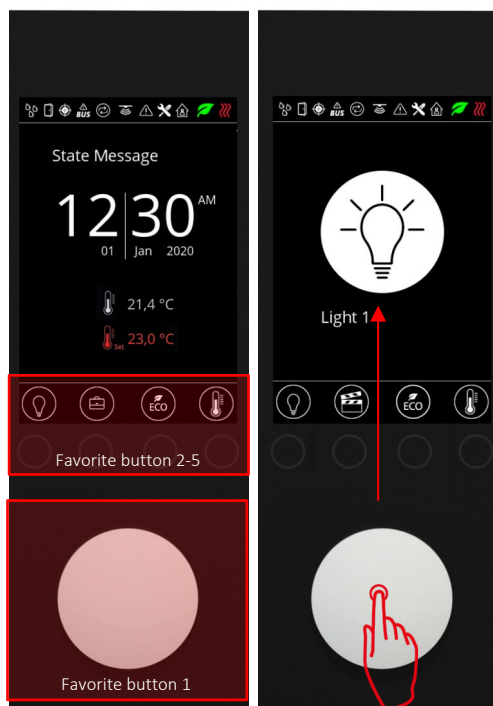 BUS
State Message
12 30 AM
01 Jan 2020
21,4 °C
Set 23,0 °C
ECO
Favorite button 2-5
Favorite button 1
BUS
Light 1
ECO